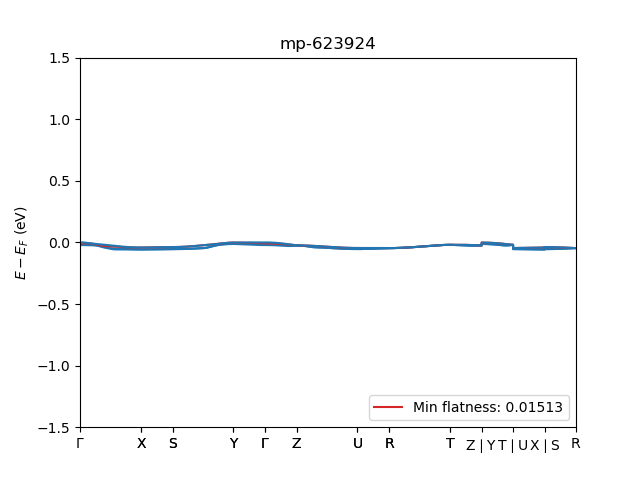 mp-623924
E − E_F (eV)
1.5
1.0
0.5
0.0
−0.5
−1.0
−1.5
Min flatness: 0.01513
Γ X S Y Γ Z U R T Z | Y T | U X | S R